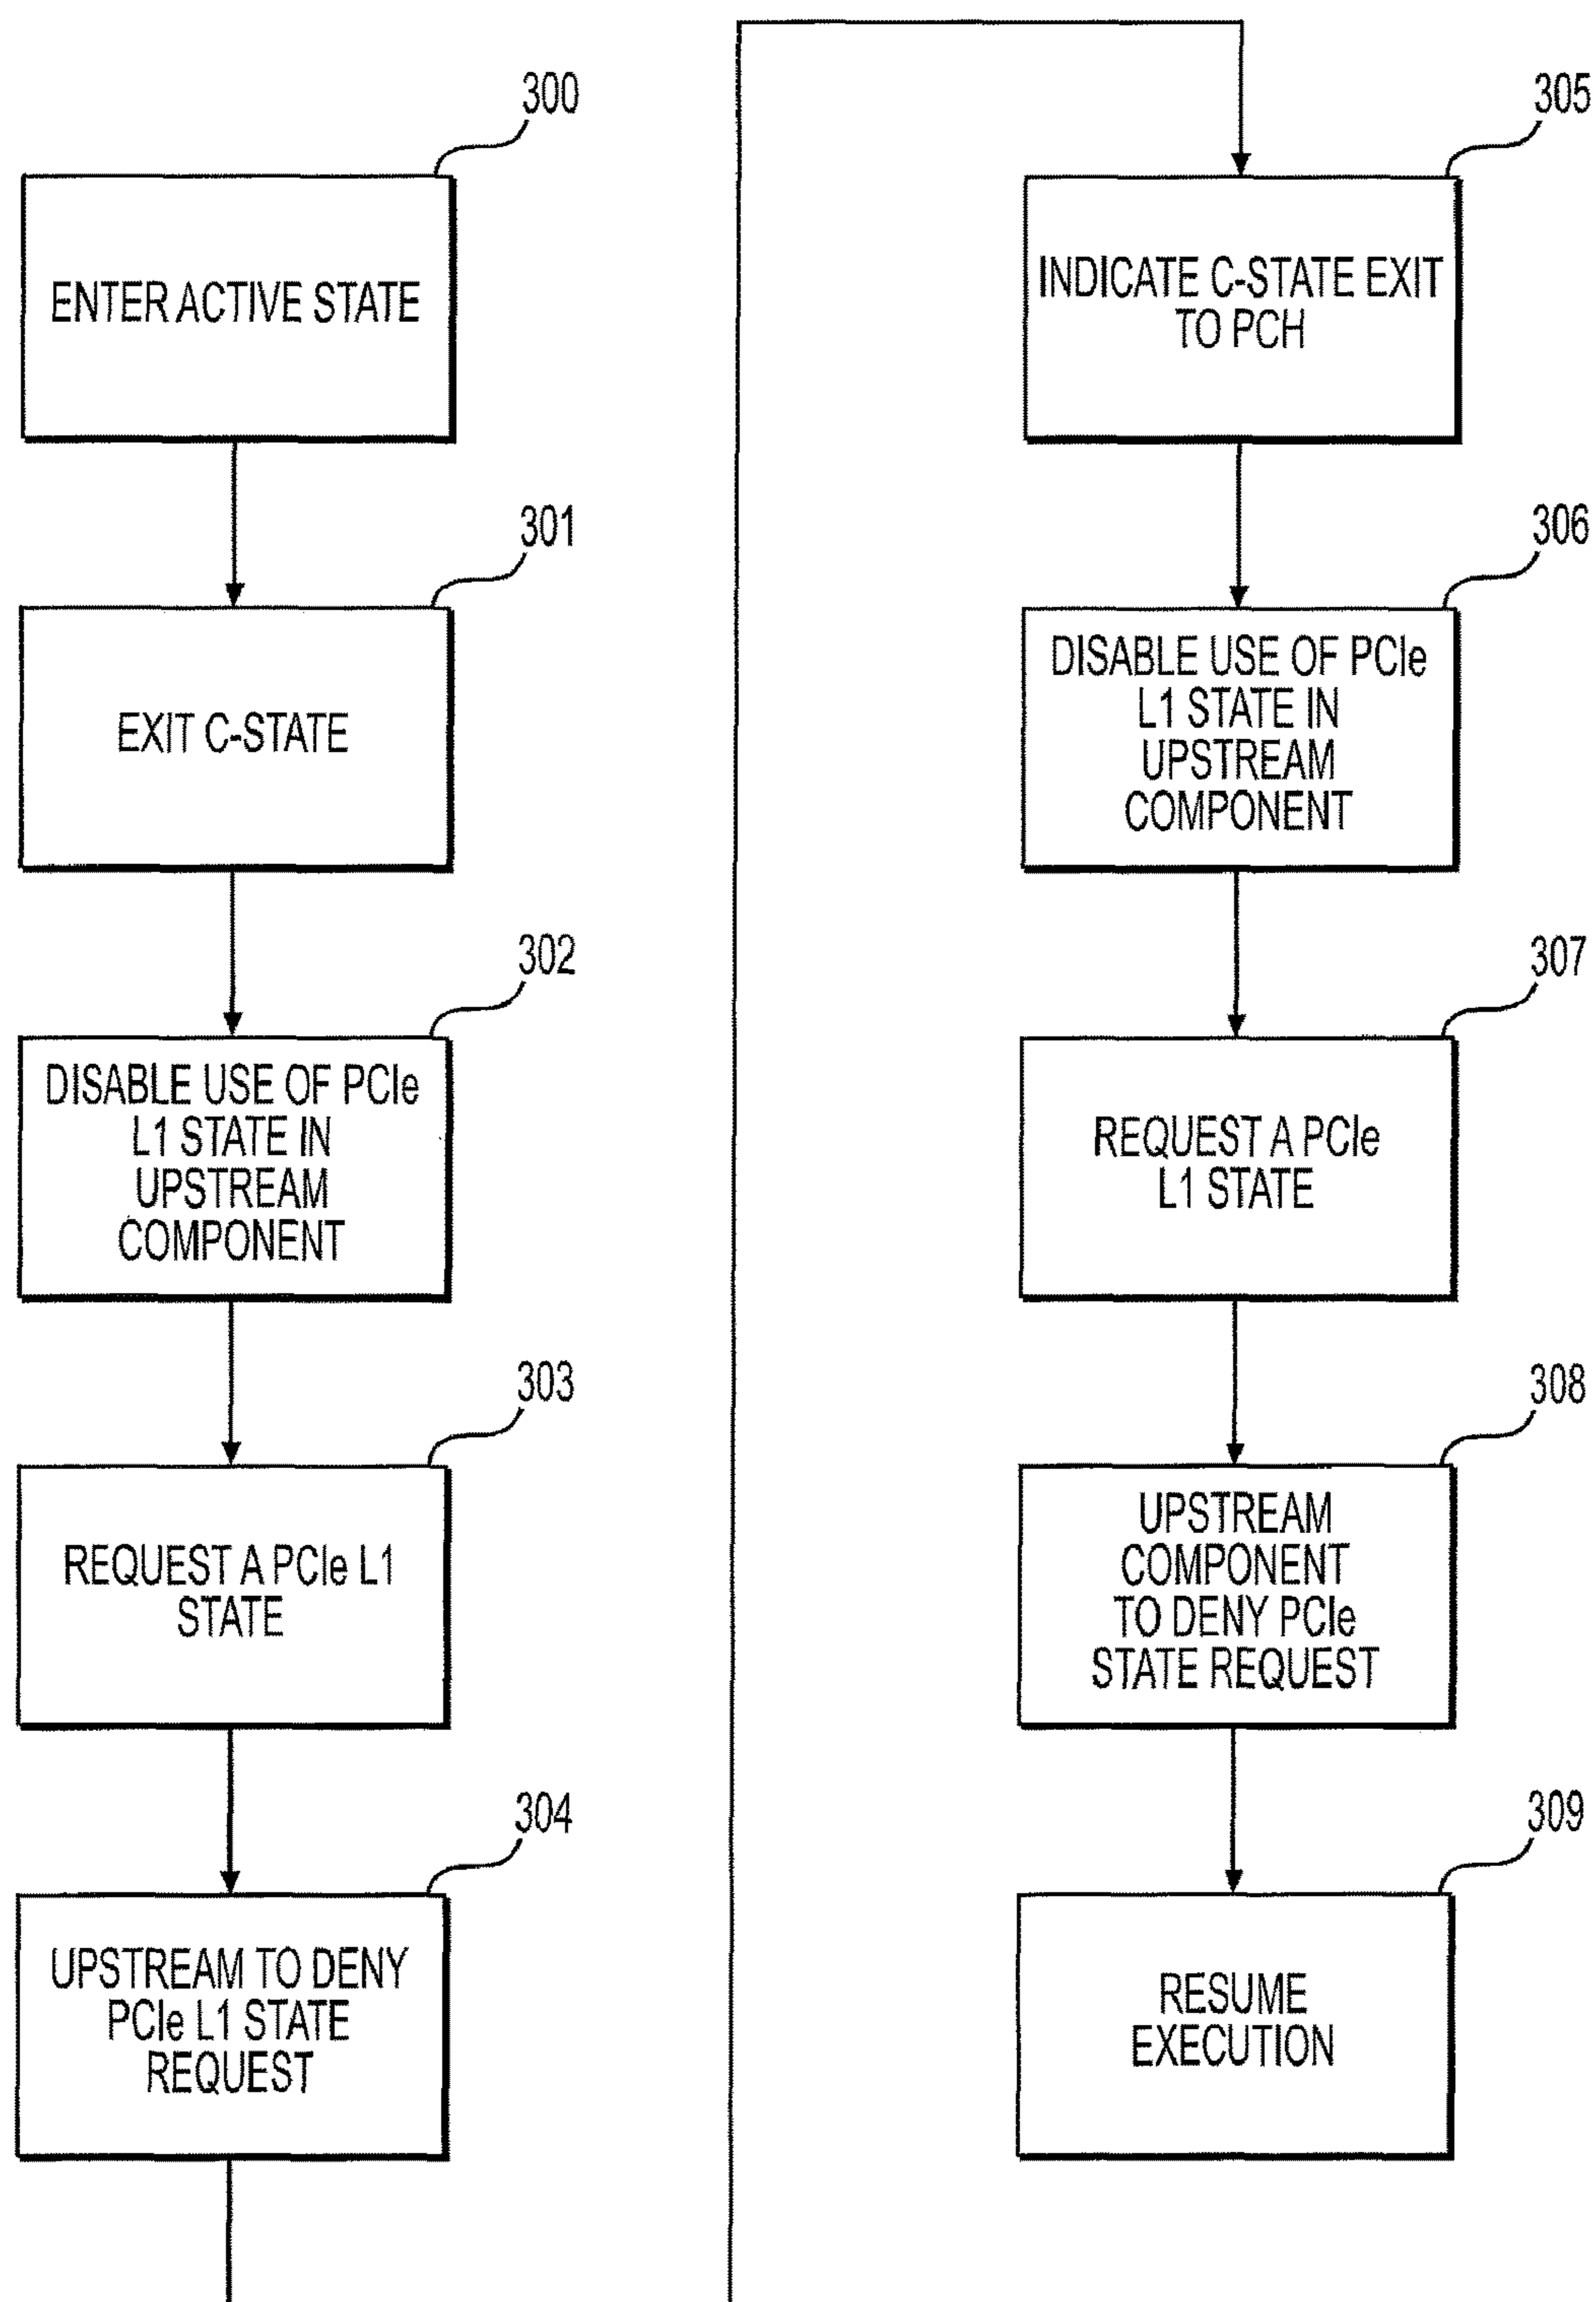 300
ENTER ACTIVE STATE
301
EXIT C-STATE
302
DISABLE USE OF PCIe
L1 STATE IN
UPSTREAM
COMPONENT
303
REQUEST A PCIe L1
STATE
304
UPSTREAM TO DENY
PCIe L1 STATE
REQUEST
305
INDICATE C-STATE EXIT
TO PCH
306
DISABLE USE OF PCIe
L1 STATE IN
UPSTREAM
COMPONENT
307
REQUEST A PCIe
L1 STATE
308
UPSTREAM
COMPONENT
TO DENY PCIe
STATE REQUEST
309
RESUME
EXECUTION